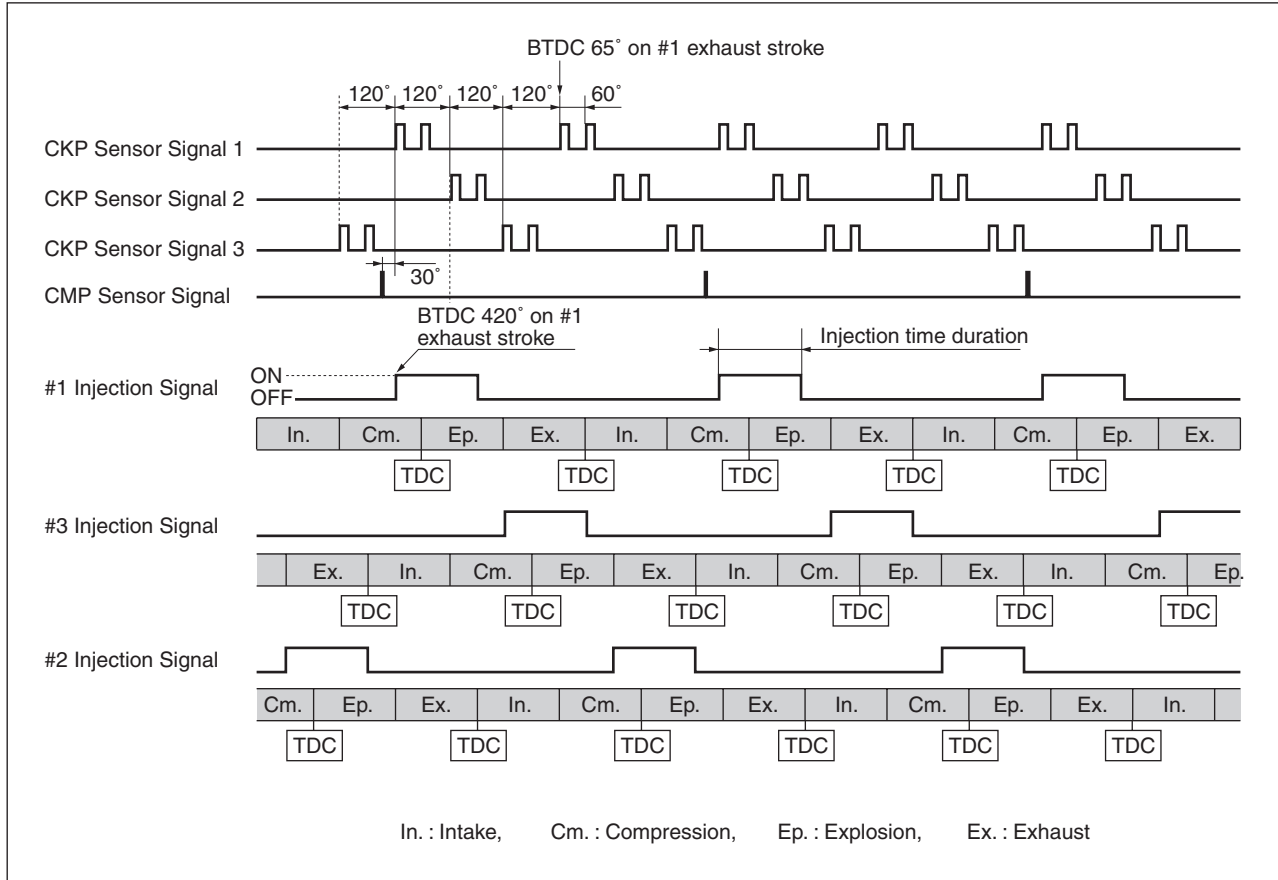 BTDC 65° on #1 exhaust stroke
120° 120° 120° 120° 60°
CKP Sensor Signal 1
CKP Sensor Signal 2
CKP Sensor Signal 3
30°
CMP Sensor Signal
BTDC 420° on #1
exhaust stroke
Injection time duration
#1 Injection Signal
ON
OFF
In. Cm. Ep. Ex. In. Cm. Ep. Ex. In. Cm. Ep. Ex.
TDC TDC TDC TDC TDC
#3 Injection Signal
Ex. In. Cm. Ep. Ex. In. Cm. Ep. Ex. In. Cm. Ep.
TDC TDC TDC TDC TDC TDC
#2 Injection Signal
Cm. Ep. Ex. In. Cm. Ep. Ex. In. Cm. Ep. Ex. In.
TDC TDC TDC TDC TDC TDC
In. : Intake, Cm. : Compression, Ep. : Explosion, Ex. : Exhaust